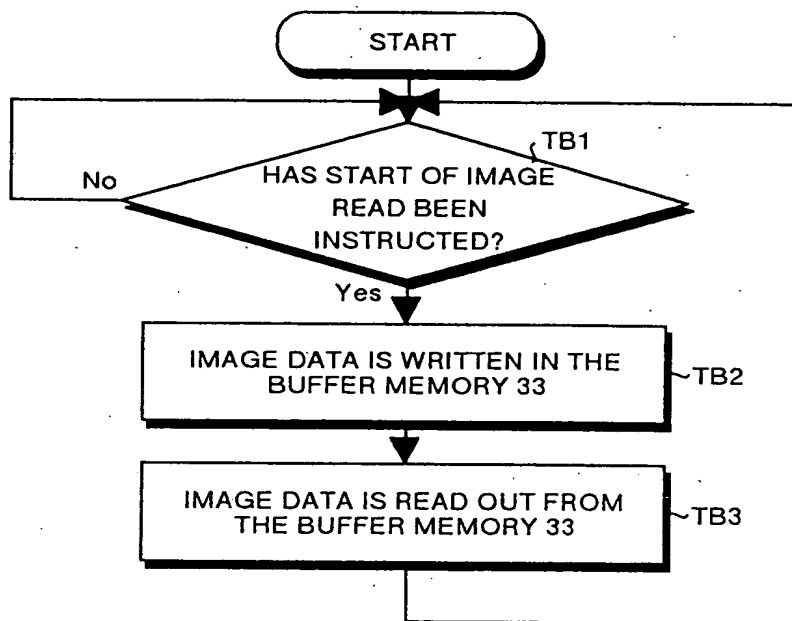 START
TB1
No
HAS START OF IMAGE
READ BEEN
INSTRUCTED?
Yes
IMAGE DATA IS WRITTEN IN THE
BUFFER MEMORY 33
TB2
IMAGE DATA IS READ OUT FROM
THE BUFFER MEMORY 33
TB3